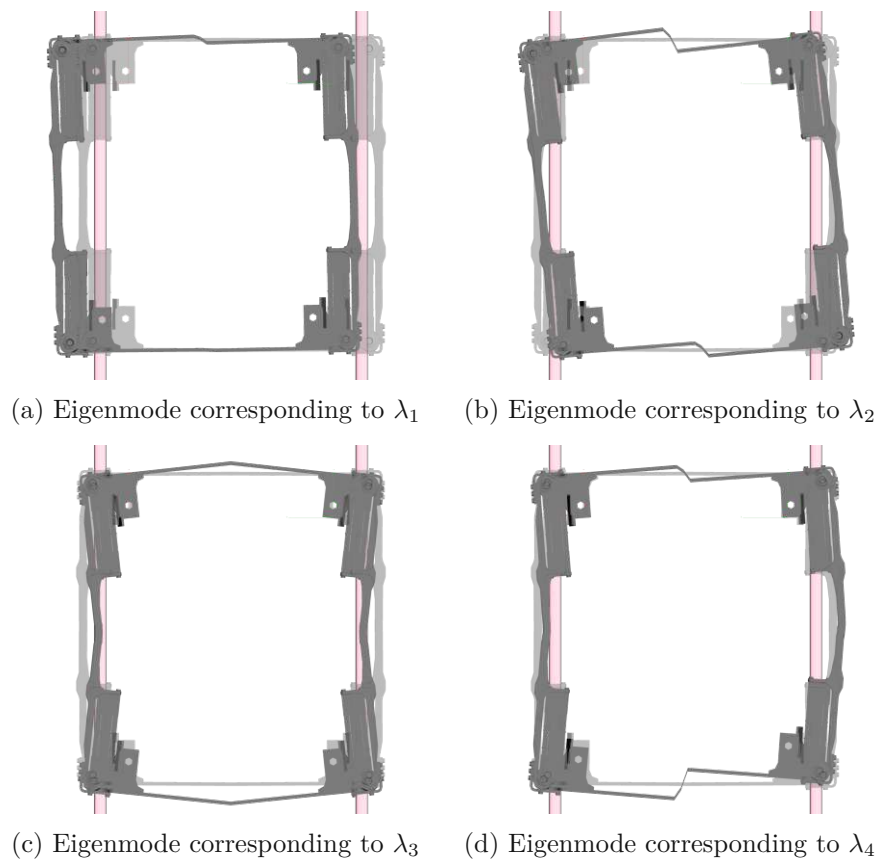 (a) Eigenmode corresponding to λ₁
(b) Eigenmode corresponding to λ₂
(c) Eigenmode corresponding to λ₃
(d) Eigenmode corresponding to λ₄